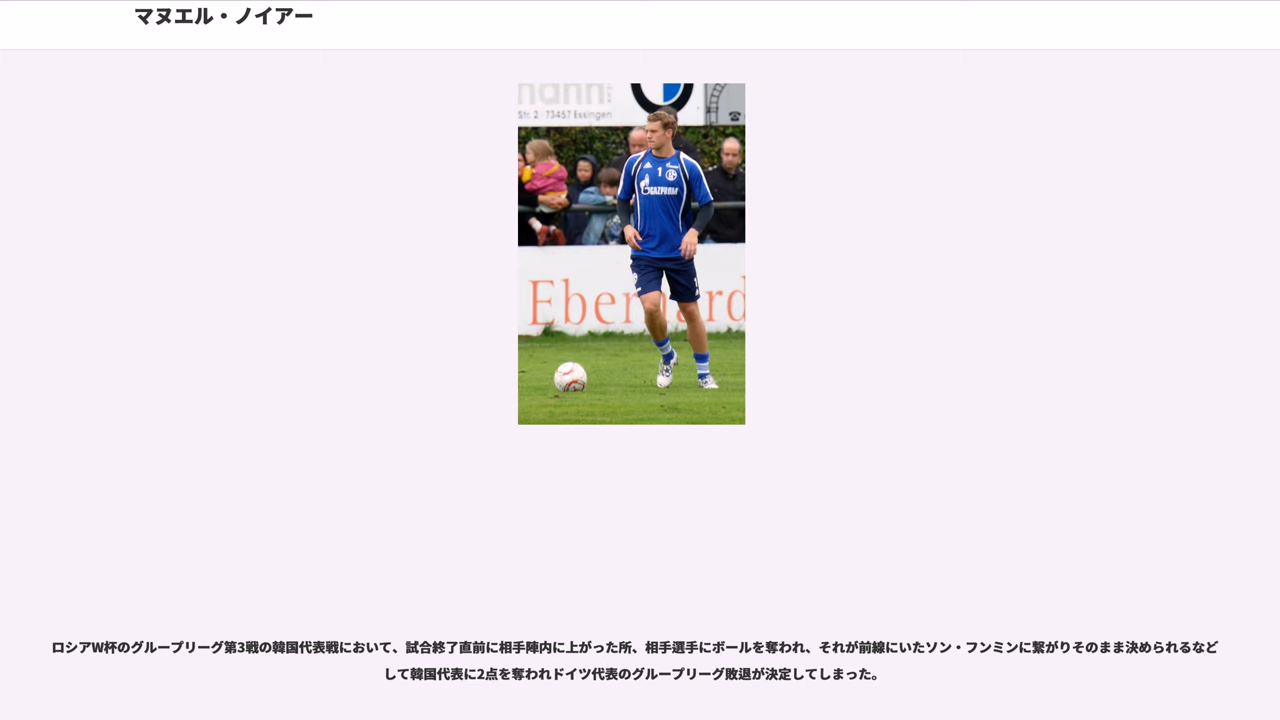 マヌエル・ノイアー
mann
Str. 2 · 73457 Essingen
1
GAZPROM
Eberhard
1
ロシアW杯のグループリーグ第3戦の韓国代表戦において、試合終了直前に相手陣内に上がった所、相手選手にボールを奪われ、それが前線にいたソン・フンミンに繋がりそのまま決められるなど
して韓国代表に2点を奪われドイツ代表のグループリーグ敗退が決定してしまった。